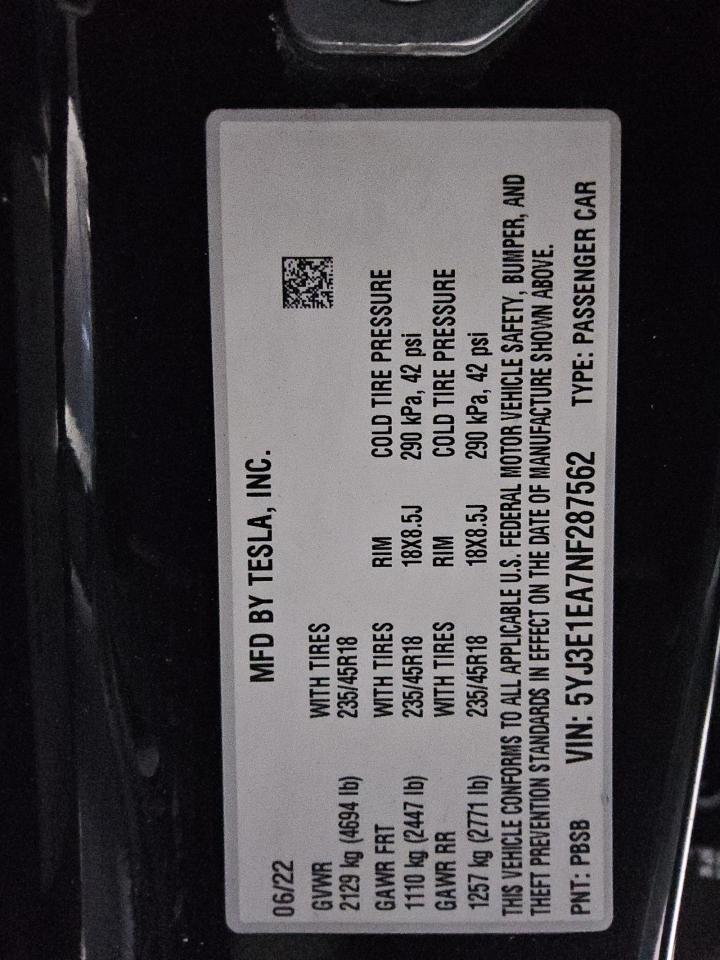 MFD BY TESLA, INC.
06/22
GVWR WITH TIRES
2129 kg (4694 lb) 235/45R18
GAWR FRT WITH TIRES RIM COLD TIRE PRESSURE
1110 kg (2447 lb) 235/45R18 18X8.5J 290 kPa, 42 psi
GAWR RR WITH TIRES RIM COLD TIRE PRESSURE
1257 kg (2771 lb) 235/45R18 18X8.5J 290 kPa, 42 psi
THIS VEHICLE CONFORMS TO ALL APPLICABLE U.S. FEDERAL MOTOR VEHICLE SAFETY, BUMPER, AND
THEFT PREVENTION STANDARDS IN EFFECT ON THE DATE OF MANUFACTURE SHOWN ABOVE.
PNT: PBSB VIN: 5YJ3E1EA7NF287562 TYPE: PASSENGER CAR